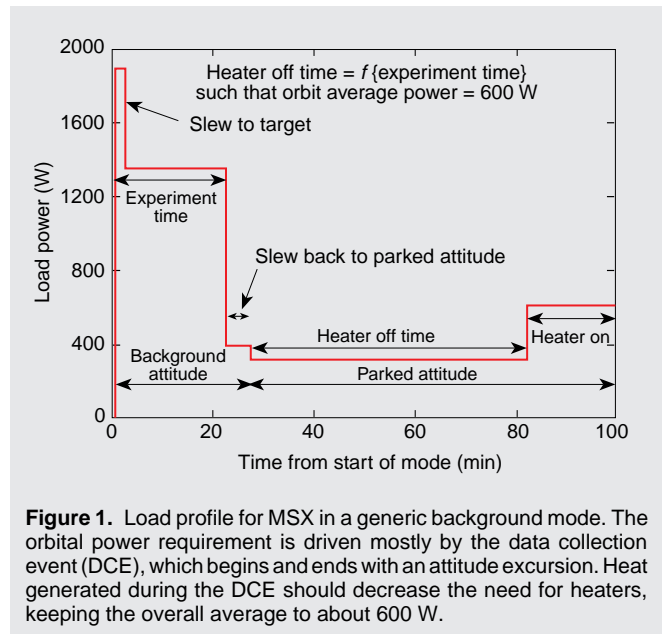 2000
1600
1200
800
400
0
Load power (W)
Heater off time = f {experiment time}
such that orbit average power = 600 W
Slew to target
Experiment
time
Slew back to parked attitude
Heater off time
Heater on
Background
attitude
Parked attitude
0 20 40 60 80 100
Time from start of mode (min)
Figure 1. Load profile for MSX in a generic background mode. The
orbital power requirement is driven mostly by the data collection
event (DCE), which begins and ends with an attitude excursion. Heat
generated during the DCE should decrease the need for heaters,
keeping the overall average to about 600 W.